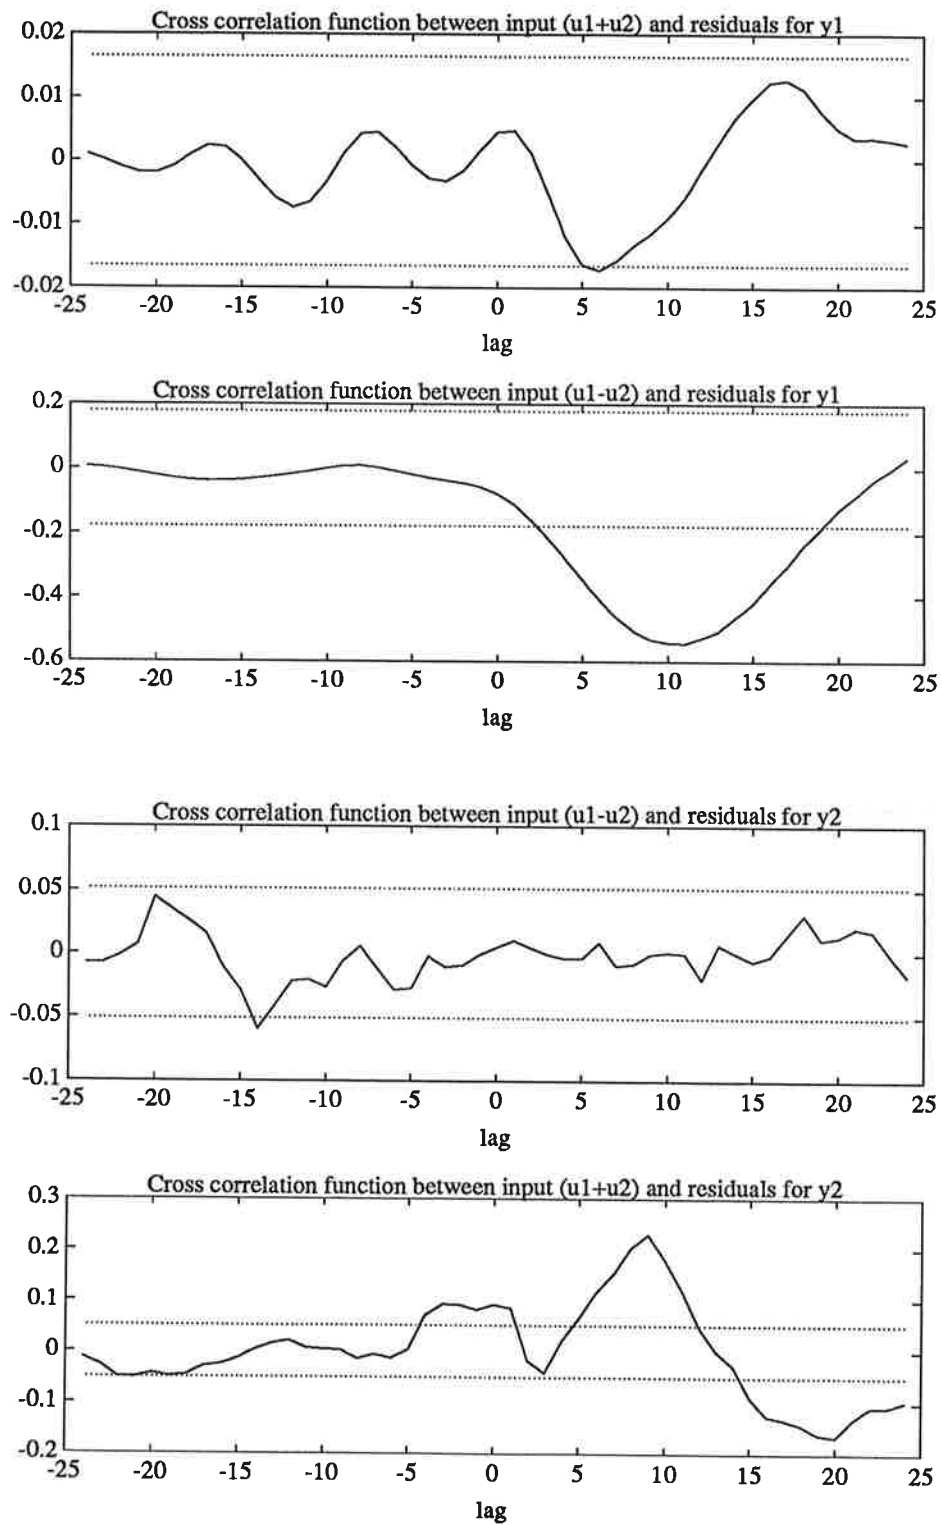 Cross correlation function between input (u1+u2) and residuals for y1
0.02
0.01
0
-0.01
-0.02
-25 -20 -15 -10 -5 0 5 10 15 20 25
lag
Cross correlation function between input (u1-u2) and residuals for y1
0.2
0
-0.2
-0.4
-0.6
-25 -20 -15 -10 -5 0 5 10 15 20 25
lag
Cross correlation function between input (u1-u2) and residuals for y2
0.1
0.05
0
-0.05
-0.1
-25 -20 -15 -10 -5 0 5 10 15 20 25
lag
Cross correlation function between input (u1+u2) and residuals for y2
0.3
0.2
0.1
0
-0.1
-0.2
-25 -20 -15 -10 -5 0 5 10 15 20 25
lag